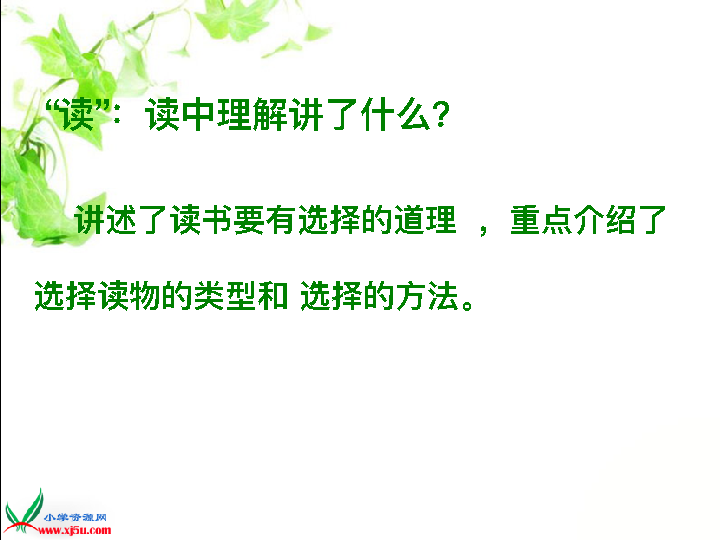 “读”：读中理解讲了什么？
讲述了读书要有选择的道理 ，重点介绍了
选择读物的类型和 选择的方法。
小学资源网
www.xj5u.com